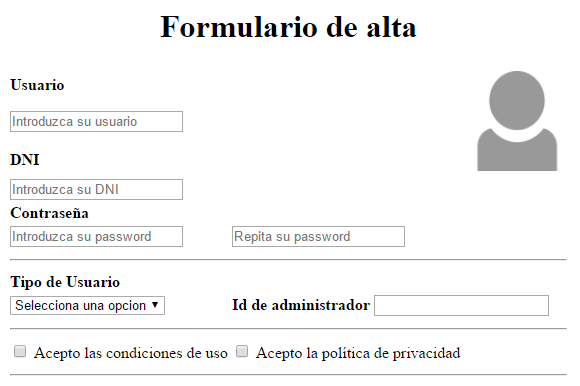 Formulario de alta
Usuario
Introduzca su usuario
DNI
Introduzca su DNI
Contraseña
Introduzca su password Repita su password
Tipo de Usuario
Selecciona una opcion Id de administrador
Acepto las condiciones de uso Acepto la política de privacidad